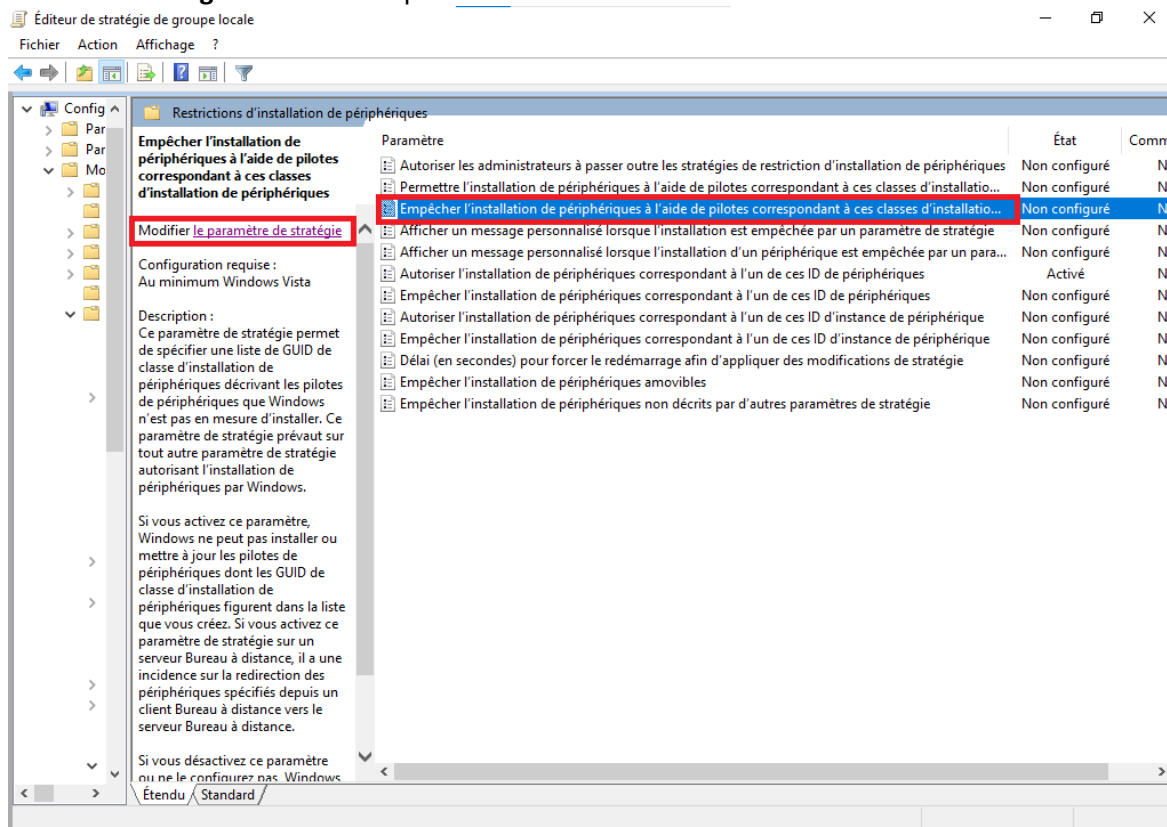 Éditeur de stratégie de groupe locale
Fichier Action Affichage ?
Config
Par
Par
Mo
Restrictions d'installation de périphériques
Empêcher l'installation de
périphériques à l'aide de pilotes
correspondant à ces classes
d'installation de périphériques
Modifier le paramètre de stratégie
Configuration requise :
Au minimum Windows Vista
Description :
Ce paramètre de stratégie permet
de spécifier une liste de GUID de
classe d'installation de
périphériques décrivant les pilotes
de périphériques que Windows
n'est pas en mesure d'installer. Ce
paramètre de stratégie prévaut sur
tout autre paramètre de stratégie
autorisant l'installation de
périphériques par Windows.
Si vous activez ce paramètre,
Windows ne peut pas installer ou
mettre à jour les pilotes de
périphériques dont les GUID de
classe d'installation de
périphériques figurent dans la liste
que vous créez. Si vous activez ce
paramètre de stratégie sur un
serveur Bureau à distance, il a une
incidence sur la redirection des
périphériques spécifiés depuis un
client Bureau à distance vers le
serveur Bureau à distance.
Si vous désactivez ce paramètre
ou ne le configurez pas, Windows
Paramètre État Comm
Autoriser les administrateurs à passer outre les stratégies de restriction d'installation de périphériques Non configuré N
Permettre l'installation de périphériques à l'aide de pilotes correspondant à ces classes d'installatio... Non configuré N
Empêcher l'installation de périphériques à l'aide de pilotes correspondant à ces classes d'installatio... Non configuré N
Afficher un message personnalisé lorsque l'installation est empêchée par un paramètre de stratégie Non configuré N
Afficher un message personnalisé lorsque l'installation d'un périphérique est empêchée par un para... Non configuré N
Autoriser l'installation de périphériques correspondant à l'un de ces ID de périphériques Activé N
Empêcher l'installation de périphériques correspondant à l'un de ces ID de périphériques Non configuré N
Autoriser l'installation de périphériques correspondant à l'un de ces ID d'instance de périphérique Non configuré N
Empêcher l'installation de périphériques correspondant à l'un de ces ID d'instance de périphérique Non configuré N
Délai (en secondes) pour forcer le redémarrage afin d'appliquer des modifications de stratégie Non configuré N
Empêcher l'installation de périphériques amovibles Non configuré N
Empêcher l'installation de périphériques non décrits par d'autres paramètres de stratégie Non configuré N
Étendu Standard